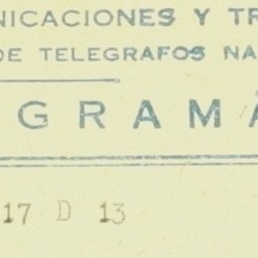 NICACIONES Y TR
DE TELEGRAFOS NA
GRAMA
17 D 13